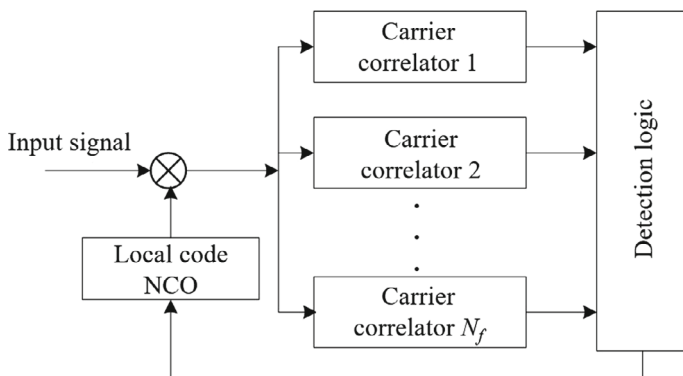 Carrier
correlator 1
Input signal
Carrier
correlator 2
Local code
NCO
Carrier
correlator N_f
Detection logic